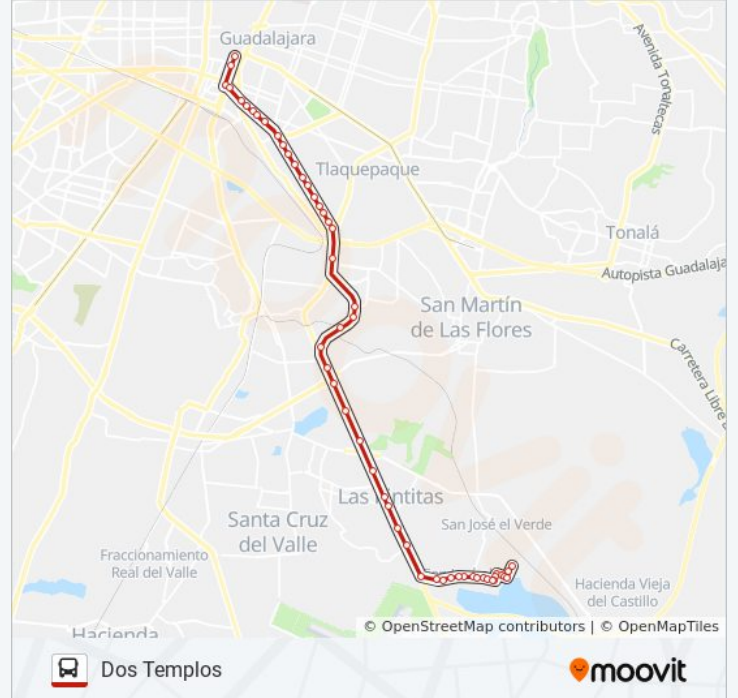 Guadalajara
Avenida Tonaltecas
Tlaquepaque
Tonalá
Autopista Guadalaja
San Martín
de Las Flores
Carretera Libre
Las Pintitas
Santa Cruz
del Valle
San José el Verde
Fraccionamiento
Real del Valle
Hacienda Vieja
del Castillo
Hacienda
© OpenStreetMap contributors | © OpenMapTiles
Dos Templos
moovit